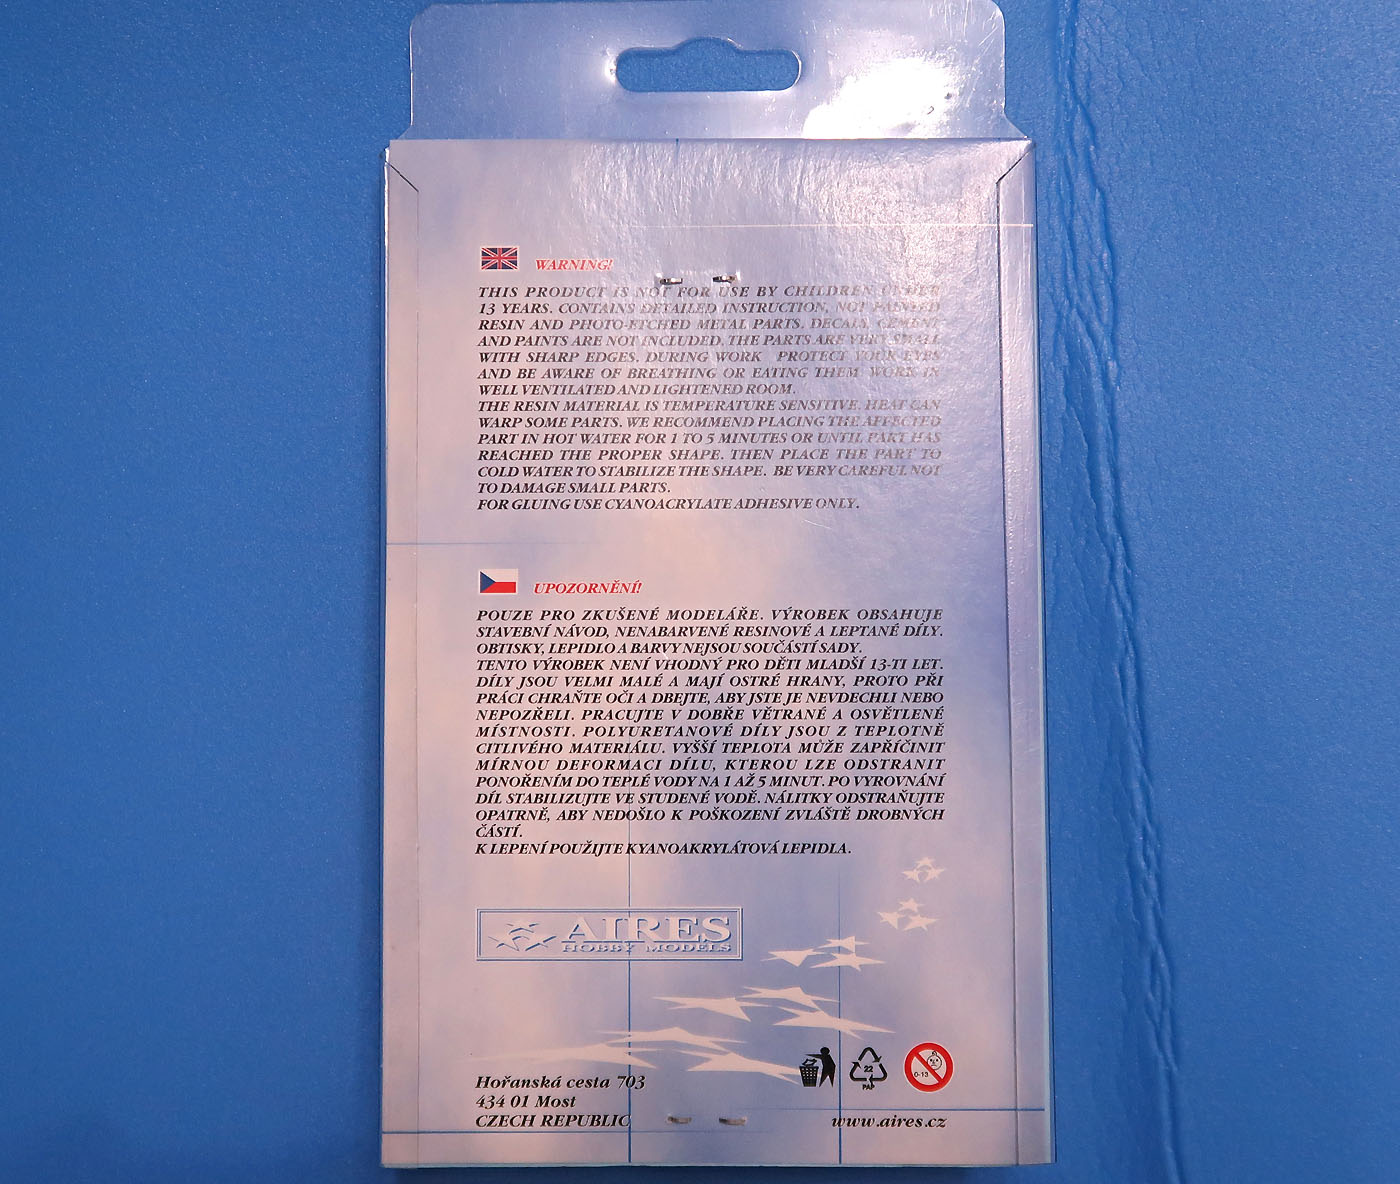 WARNING!
THIS PRODUCT IS NOT FOR USE BY CHILDREN UNDER
13 YEARS. CONTAINS DETAILED INSTRUCTION, NOT PAINTED
RESIN AND PHOTO-ETCHED METAL PARTS. DECALS, CEMENT,
AND PAINTS ARE NOT INCLUDED. THE PARTS ARE VERY SMALL
WITH SHARP EDGES. DURING WORK PROTECT YOUR EYES
AND BE AWARE OF BREATHING OR EATING THEM. WORK IN
WELL VENTILATED AND LIGHTENED ROOM.
THE RESIN MATERIAL IS TEMPERATURE SENSITIVE. HEAT CAN
WARP SOME PARTS. WE RECOMMEND PLACING THE AFFECTED
PART IN HOT WATER FOR 1 TO 5 MINUTES OR UNTIL PART HAS
REACHED THE PROPER SHAPE. THEN PLACE THE PART TO
COLD WATER TO STABILIZE THE SHAPE. BE VERY CAREFUL NOT
TO DAMAGE SMALL PARTS.
FOR GLUING USE CYANOACRYLATE ADHESIVE ONLY.
UPOZORNĚNÍ!
POUZE PRO ZKUŠENÉ MODELÁŘE. VÝROBEK OBSAHUJE
STAVEBNÍ NÁVOD, NENABARVENÉ RESINOVÉ A LEPTANÉ DÍLY.
OBTISKY, LEPIDLO A BARVY NEJSOU SOUČÁSTÍ SADY.
TENTO VÝROBEK NENÍ VHODNÝ PRO DĚTI MLADŠÍ 13-TI LET.
DÍLY JSOU VELMI MALÉ A MAJÍ OSTRÉ HRANY, PROTO PŘI
PRÁCI CHRAŇTE OČI A DBEJTE, ABY JSTE JE NEVDECHLI NEBO
NEPOZŘELI. PRACUJTE V DOBŘE VĚTRANÉ A OSVĚTLENÉ
MÍSTNOSTI. POLYURETANOVÉ DÍLY JSOU Z TEPLOTNĚ
CITLIVÉHO MATERIÁLU. VYŠŠÍ TEPLOTA MŮŽE ZAPŘÍČINIT
MÍRNOU DEFORMACI DÍLU, KTEROU LZE ODSTRANIT
PONOŘENÍM DO TEPLÉ VODY NA 1 AŽ 5 MINUT. PO VYROVNÁNÍ
DÍL STABILIZUJTE VE STUDENÉ VODĚ. NÁLITKY ODSTRAŇUJTE
OPATRNĚ, ABY NEDOŠLO K POŠKOZENÍ ZVLÁŠTĚ DROBNÝCH
ČÁSTÍ.
K LEPENÍ POUŽIJTE KYANOAKRYLÁTOVÁ LEPIDLA.
AIRES
HOBBY MODELS
22
PAP
0-13
Hořanská cesta 703
434 01 Most
CZECH REPUBLIC
www.aires.cz